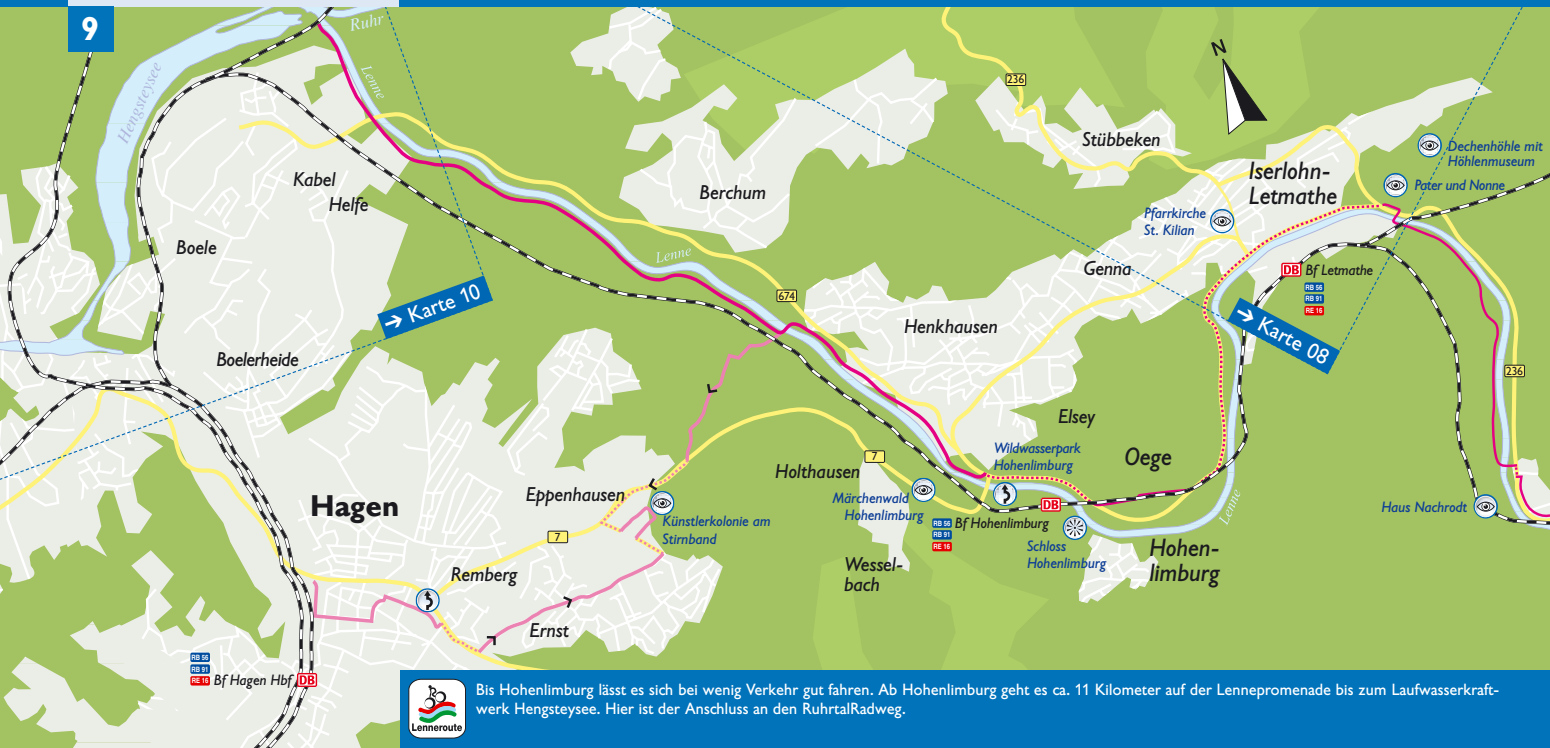 9
Ruhr
Lenne
Hengsteysee
236
N
Stübbeken
Iserlohn-
Letmathe
Dechenhöhle mit
Höhlenmuseum
Pater und Nonne
Kabel
Helfe
Berchum
Pfarrkirche
St. Kilian
Boele
Lenne
Genna
DB Bf Letmathe
RB 56
RB 91
RE 16
→ Karte 10
674
Henkhausen
→ Karte 08
Boelerheide
236
Elsey
Wildwasserpark
Hohenlimburg
Oege
7
Holthausen
Eppenhausen
Hagen
Märchenwald
Hohenlimburg
Künstlerkolonie am
Stirnband
DB
RB 56
RB 91
RE 16
Bf Hohenlimburg
Lenne
Haus Nachrodt
7
Schloss
Hohenlimburg
Hohen-
limburg
Wessel-
bach
Remberg
Ernst
RB 56
RB 91
RE 16
Bf Hagen Hbf DB
Lenneroute
Bis Hohenlimburg lässt es sich bei wenig Verkehr gut fahren. Ab Hohenlimburg geht es ca. 11 Kilometer auf der Lennepromenade bis zum Laufwasserkraft-
werk Hengsteysee. Hier ist der Anschluss an den RuhrtalRadweg.